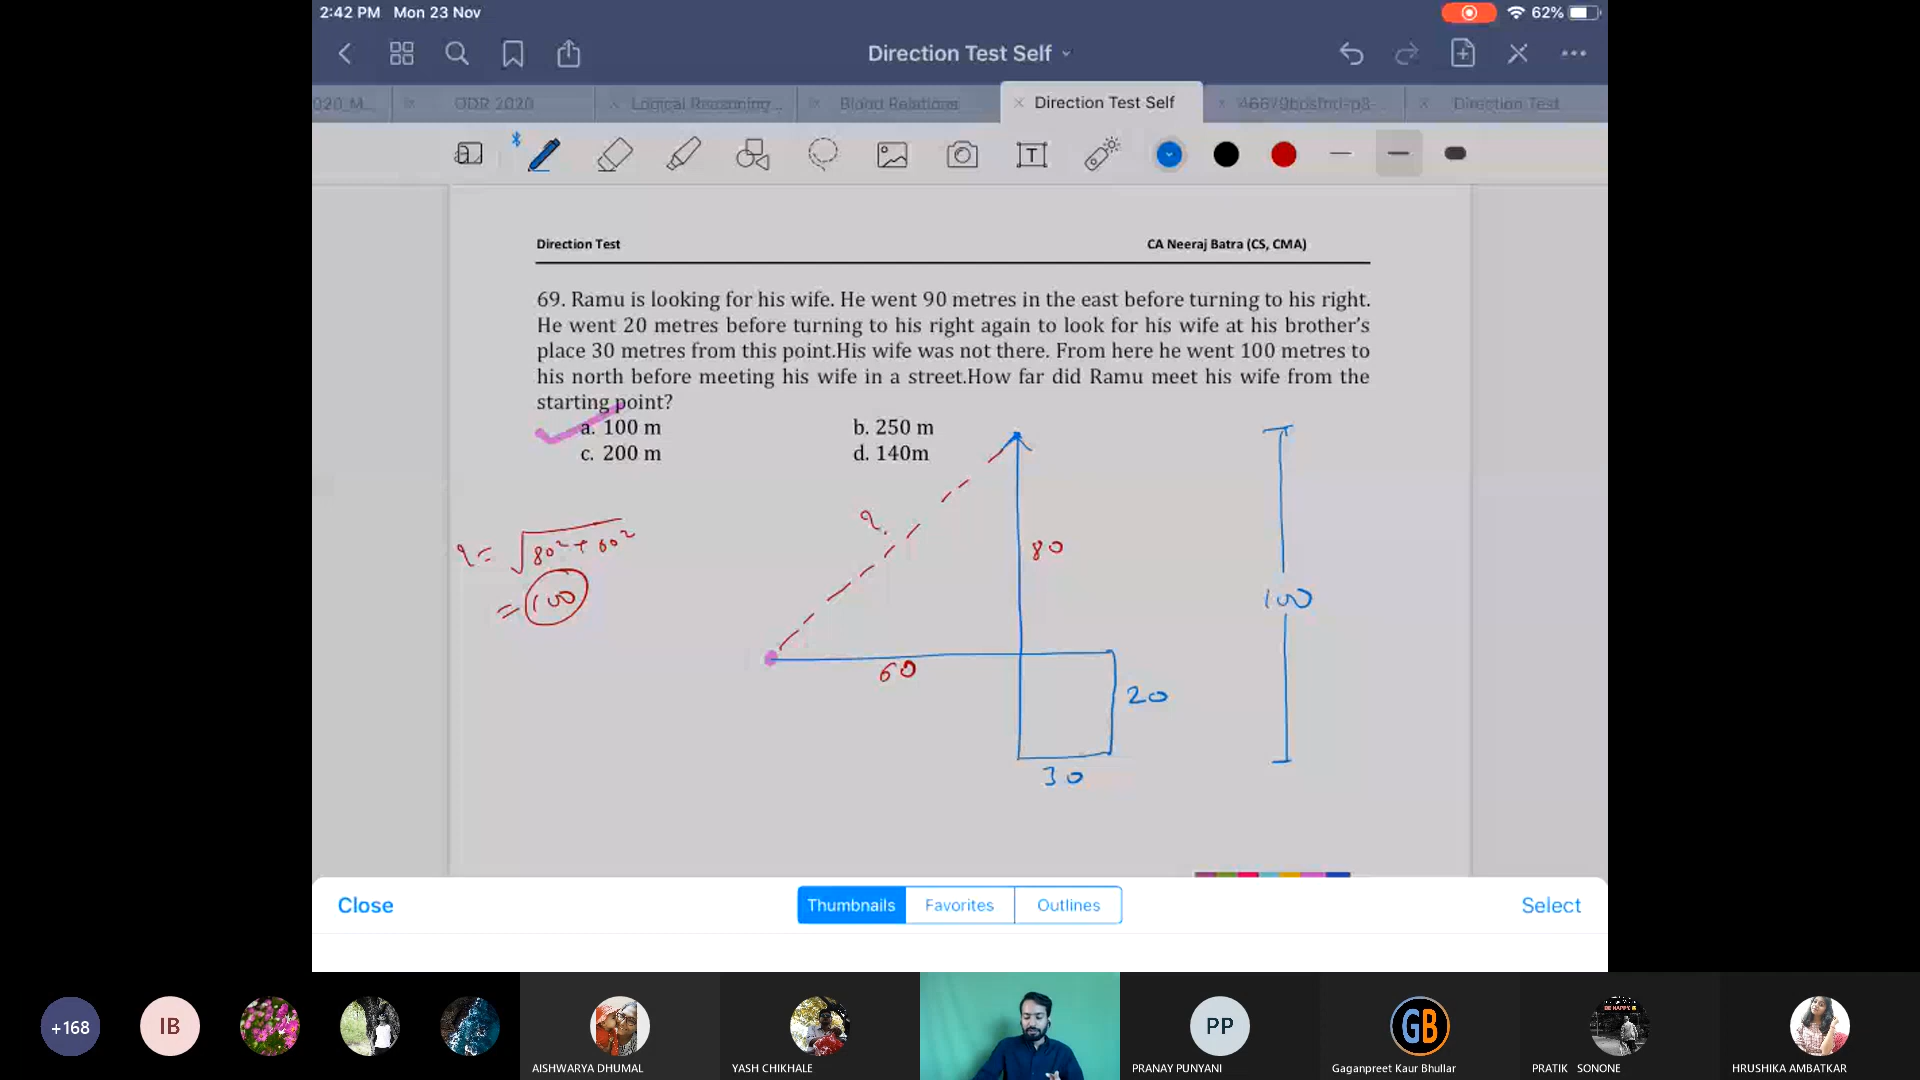 2:42 PM Mon 23 Nov
62%
Direction Test Self
020_M...
ODR 2020
Logical Reasoning...
Blood Relations
Direction Test Self
Direction Test
T
Direction Test
CA Neeraj Batra (CS, CMA)
69. Ramu is looking for his wife. He went 90 metres in the east before turning to his right.
He went 20 metres before turning to his right again to look for his wife at his brother's
place 30 metres from this point.His wife was not there. From here he went 100 metres to
his north before meeting his wife in a street.How far did Ramu meet his wife from the
starting point?
a. 100 m
b. 250 m
c. 200 m
d. 140m
?
80
? = √80² + 60²
= 100
100
60
20
30
Close
Thumbnails
Favorites
Outlines
Select
+168
IB
AISHWARYA DHUMAL
YASH CHIKHALE
PP
PRANAY PUNYANI
GB
Gaganpreet Kaur Bhullar
BE HAPPY
PRATIK SONONE
HRUSHIKA AMBATKAR